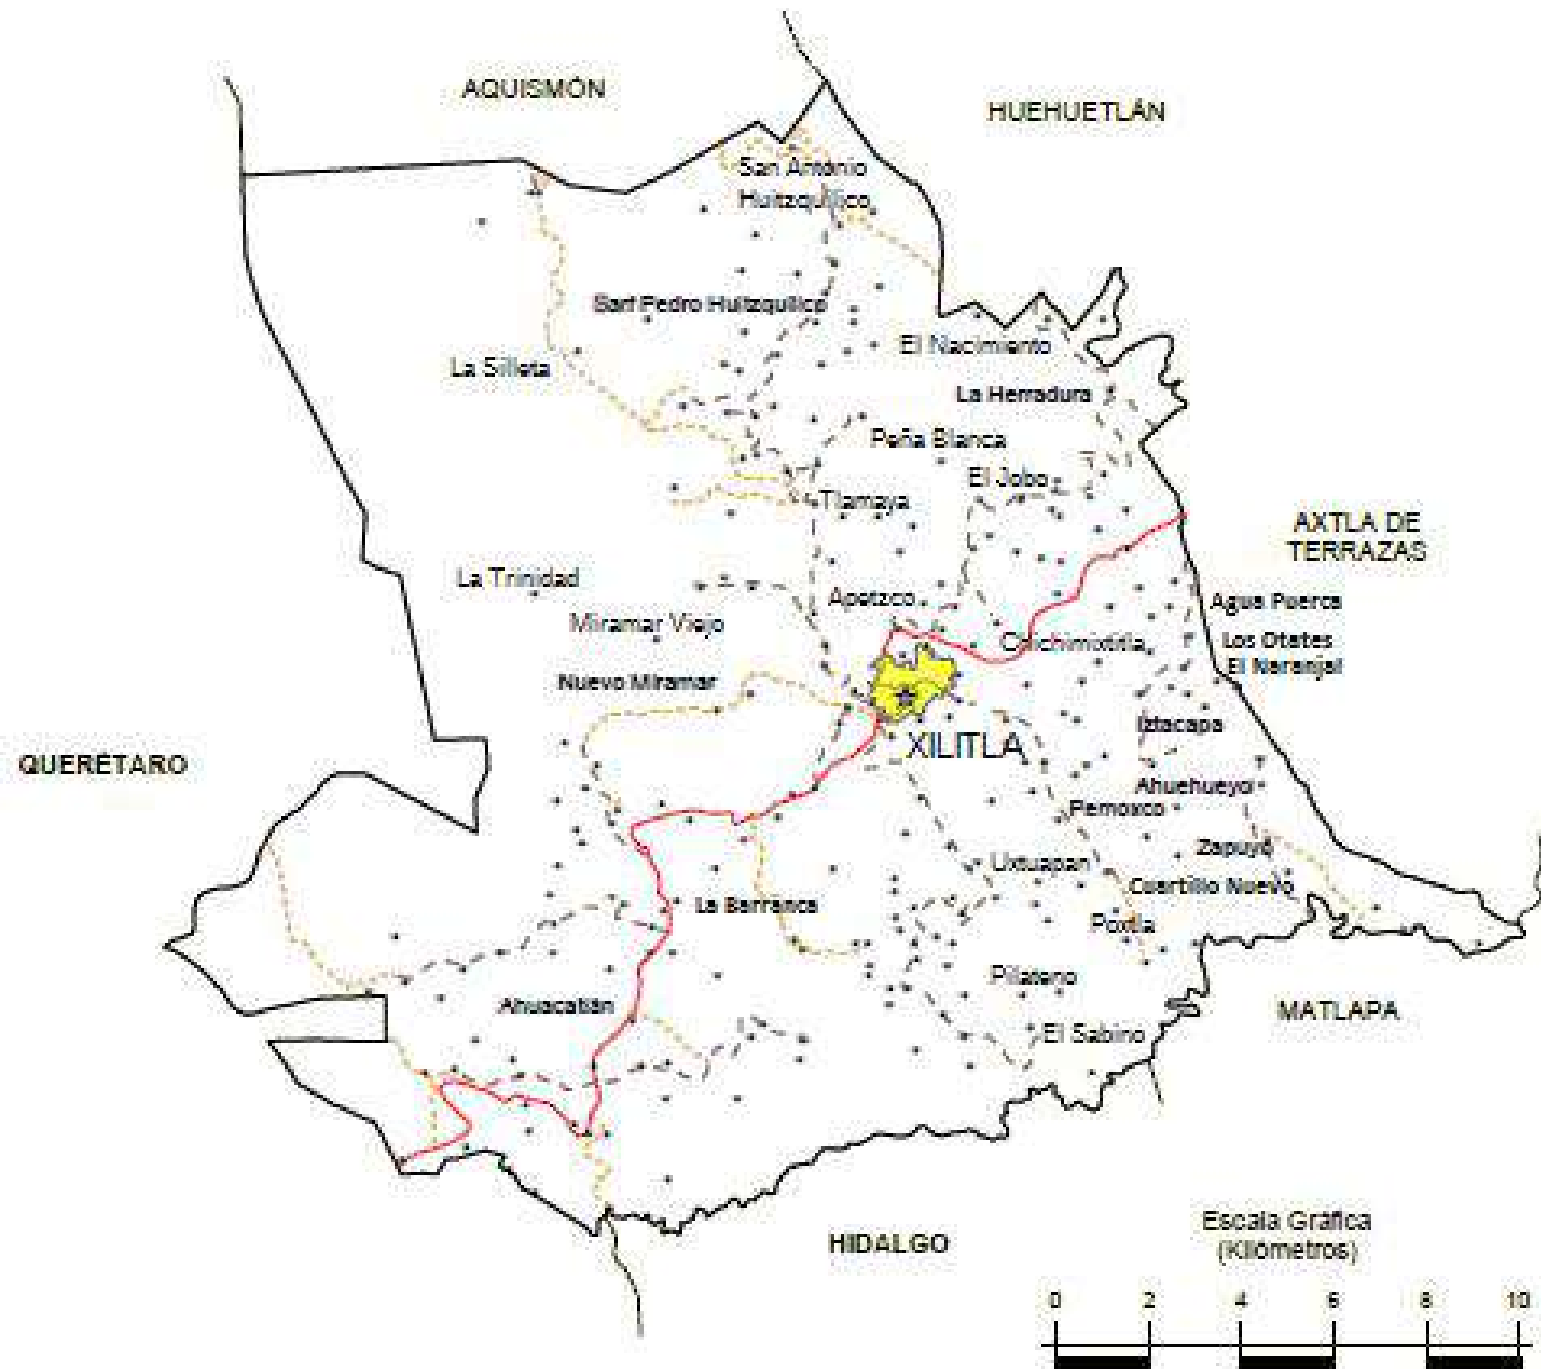 AQUISMÓN
HUEHUETLÁN
San Antonio
Huitzquilico
San Pedro Huitzquilico
El Nacimiento
La Silleta
La Herradura
Peña Blanca
El Jobo
Tlamaya
AXTLA DE
TERRAZAS
La Trinidad
Apetzco
Agua Puerca
Miramar Viejo
Chichimixtitla
Los Otates
El Naranjal
Nuevo Miramar
Iztacapa
XILITLA
QUERÉTARO
Ahuehueyo
Pemoxco
Zapuyo
Uxtuapan
Cuartillo Nuevo
La Barranca
Poxtla
Pilateno
Ahuacatlán
MATLAPA
El Sabino
HIDALGO
Escala Gráfica
(Kilómetros)
0 2 4 6 8 10